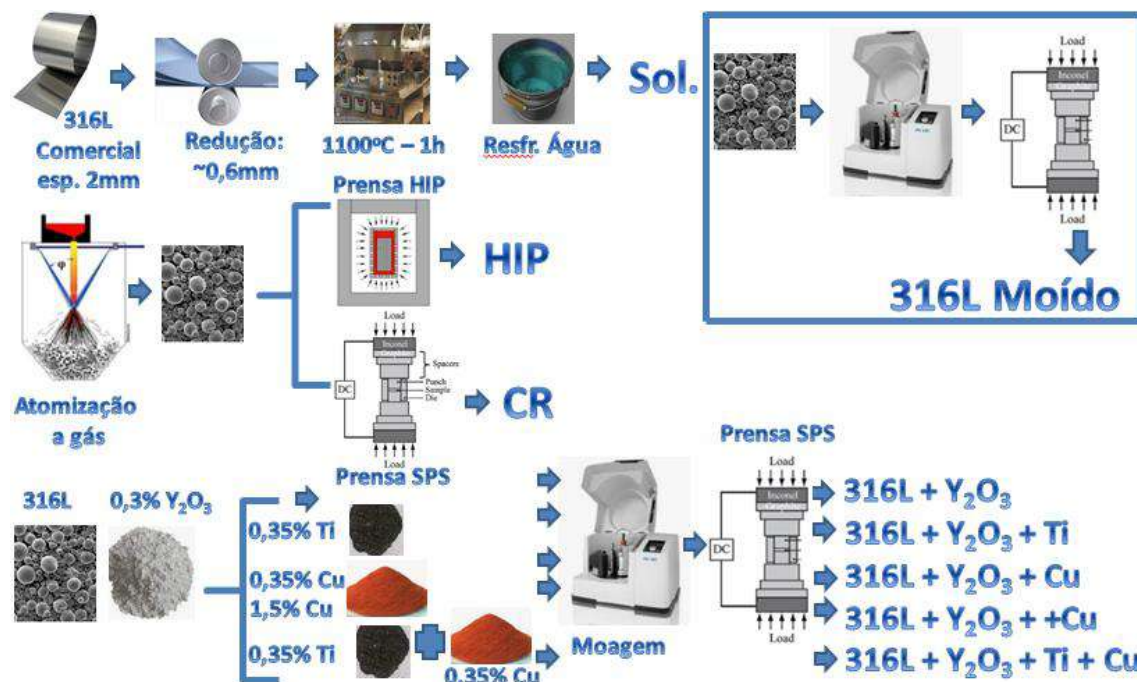 316L
Comercial
esp. 2mm
Redução:
~0,6mm
1100ºC – 1h
Resfr. Água
Sol.
Load
Inconel
Graphite
DC
Load
316L Moído
Atomização
a gás
φ
Prensa HIP
HIP
Load
Inconel
Graphite
Spacers
DC
Punch
Sample
Die
Load
CR
Prensa SPS
316L
0,3% Y₂O₃
0,35% Ti
0,35% Cu
1,5% Cu
0,35% Ti
0,35% Cu
Moagem
Prensa SPS
Load
Inconel
Graphite
DC
Load
316L + Y₂O₃
316L + Y₂O₃ + Ti
316L + Y₂O₃ + Cu
316L + Y₂O₃ + +Cu
316L + Y₂O₃ + Ti + Cu